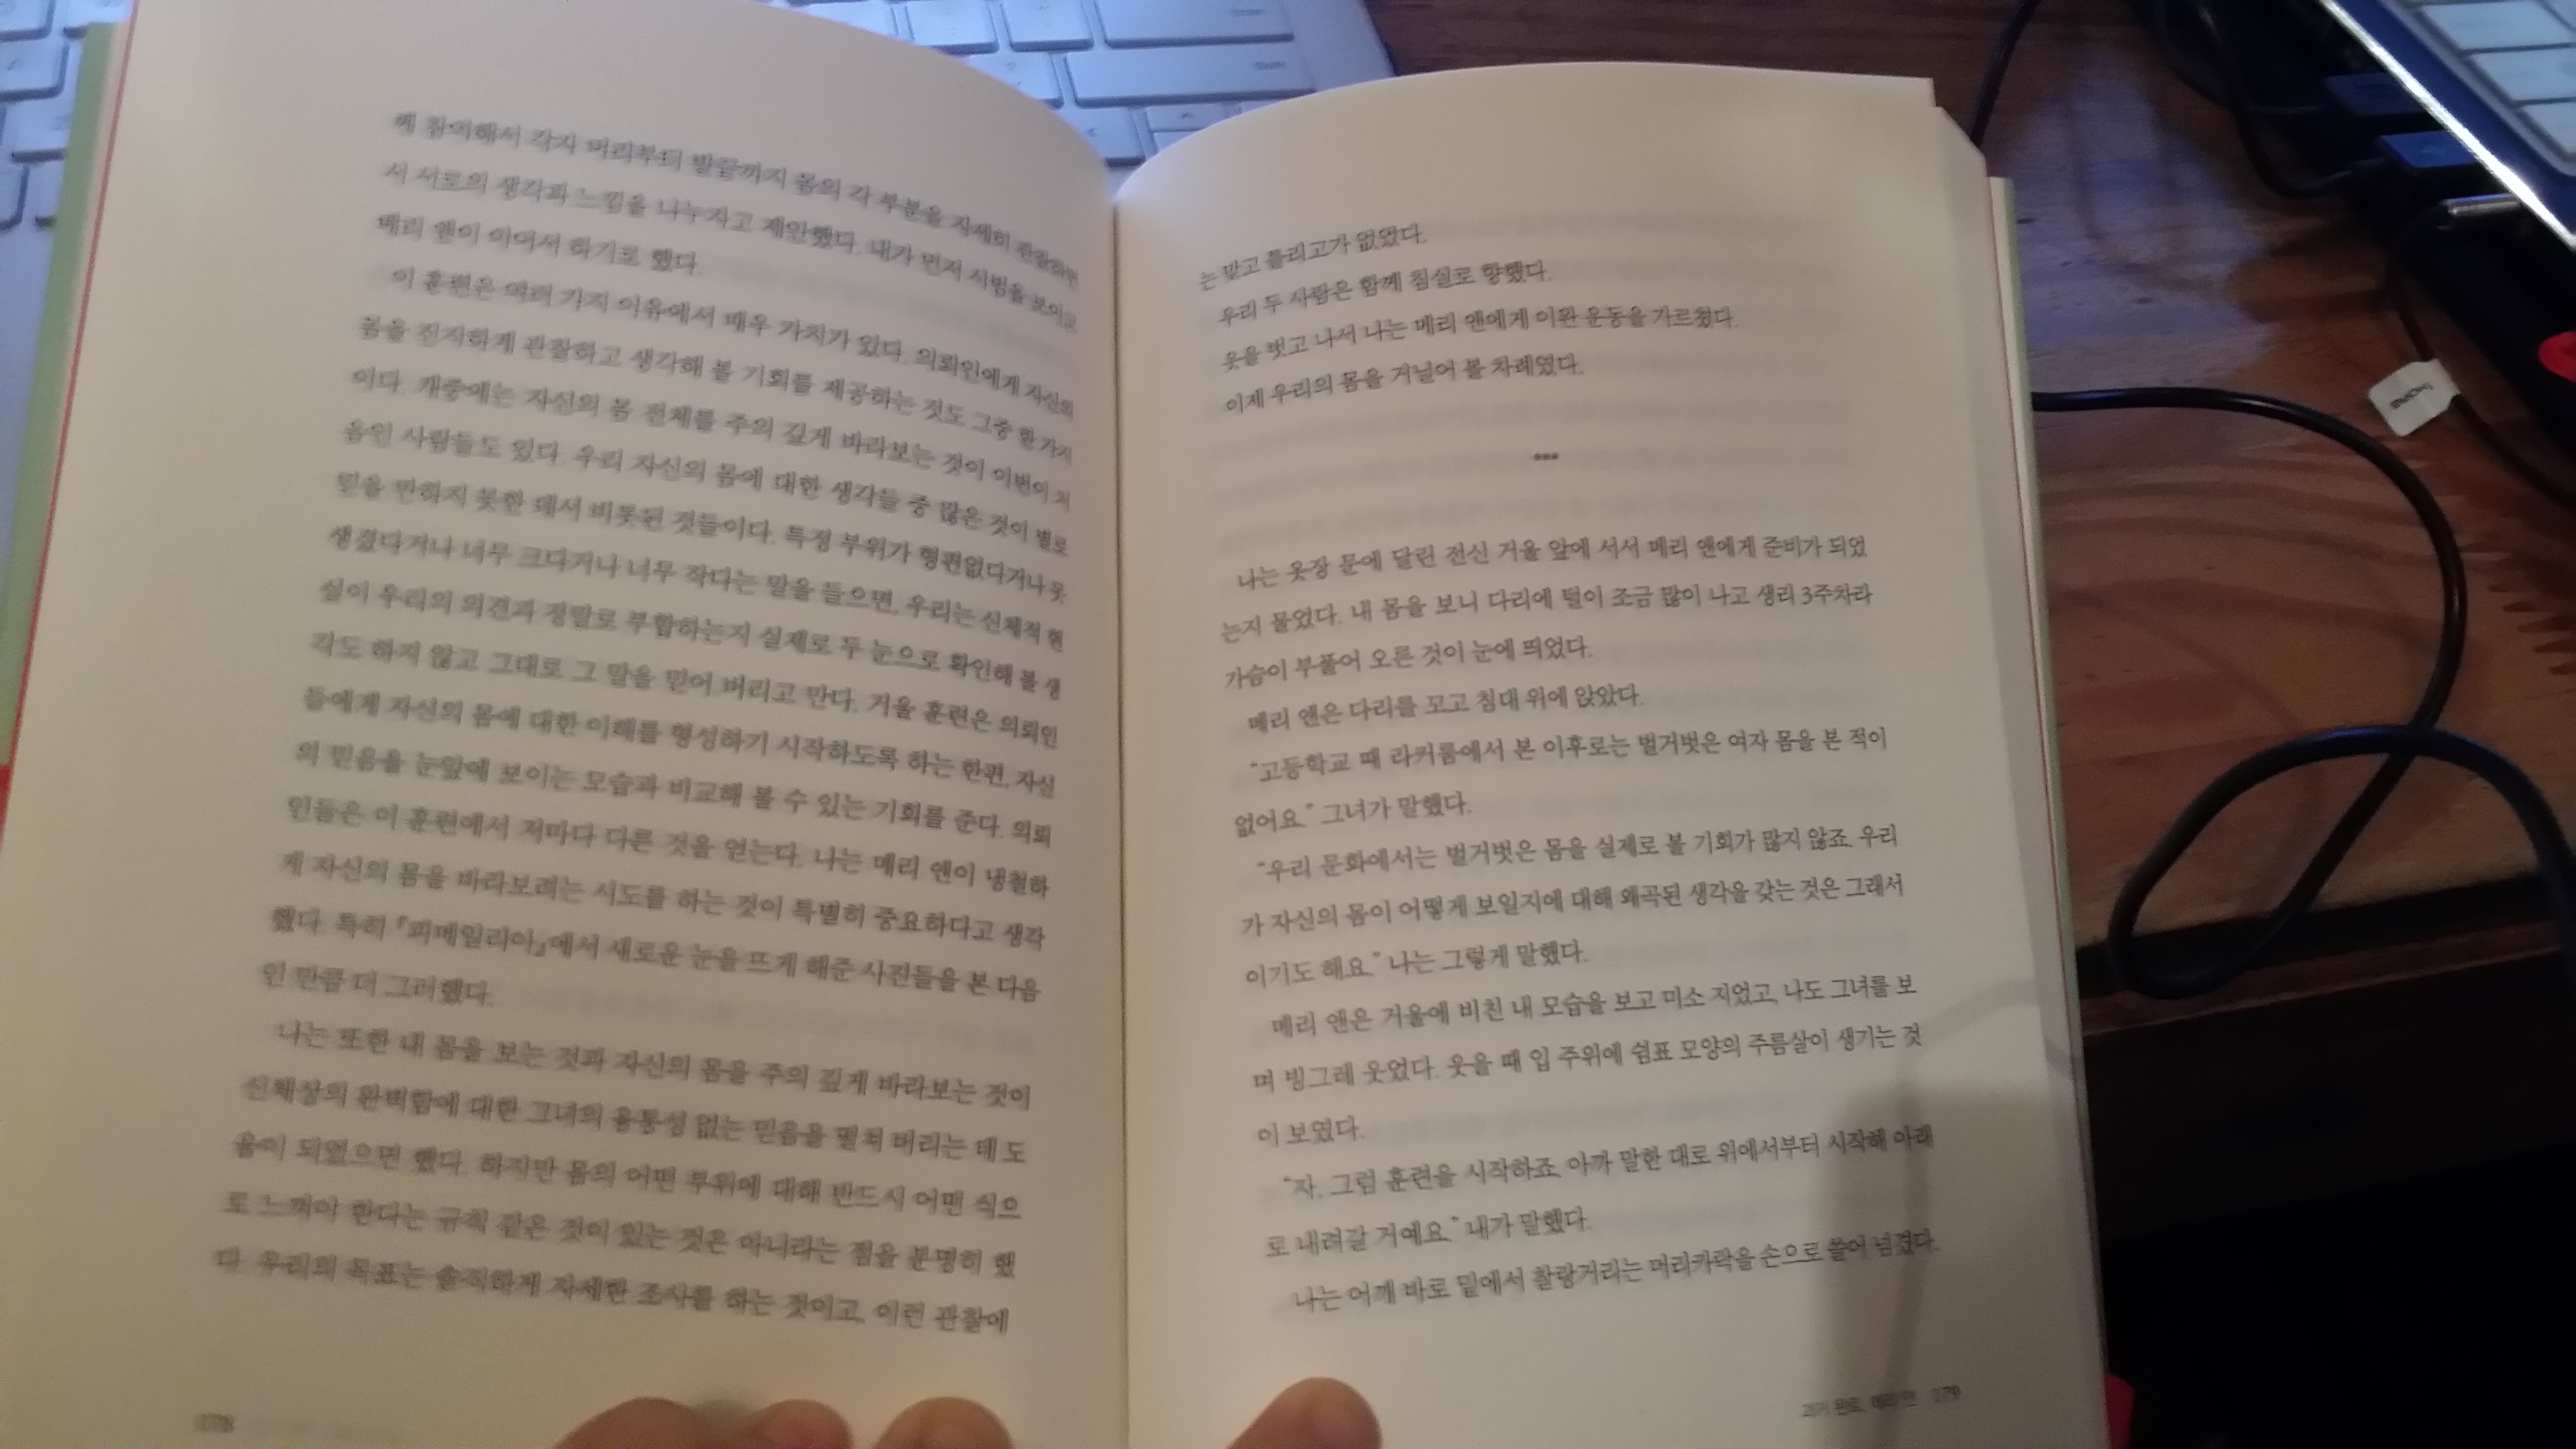 께 참여해서 각자 머리부터 발끝까지 몸의 각 부분을 자세히 관찰하면
서 서로의 생각과 느낌을 나누자고 제안했다. 내가 먼저 시범을 보이고
메리 앤이 이어서 하기로 했다.
이 훈련은 여러 가지 이유에서 매우 가치가 있다. 의뢰인에게 자신의
몸을 진지하게 관찰하고 생각해 볼 기회를 제공하는 것도 그중 한 가지
이다. 개중에는 자신의 몸 전체를 주의 깊게 바라보는 것이 이번이 처
음인 사람들도 있다. 우리 자신의 몸에 대한 생각들 중 많은 것이 별로
믿을 만하지 못한 데서 비롯된 것들이다. 특정 부위가 형편없다거나 못
생겼다거나 너무 크다거나 너무 작다는 말을 들으면, 우리는 신체적 현
실이 우리의 의견과 정말로 부합하는지 실제로 두 눈으로 확인해 볼 생
각도 하지 않고 그대로 그 말을 믿어 버리고 만다. 거울 훈련은 의뢰인
들에게 자신의 몸에 대한 이해를 형성하기 시작하도록 하는 한편, 자신
의 믿음을 눈앞에 보이는 모습과 비교해 볼 수 있는 기회를 준다. 의뢰
인들은 이 훈련에서 저마다 다른 것을 얻는다. 나는 메리 앤이 냉철하
게 자신의 몸을 바라보려는 시도를 하는 것이 특별히 중요하다고 생각
했다. 특히 『피메일리아』에서 새로운 눈을 뜨게 해준 사진들을 본 다음
인 만큼 더 그러했다.
나는 또한 내 몸을 보는 것과 자신의 몸을 주의 깊게 바라보는 것이
신체상의 완벽함에 대한 그녀의 융통성 없는 믿음을 떨쳐 버리는 데 도
움이 되었으면 했다. 하지만 몸의 어떤 부위에 대해 반드시 어떤 식으
로 느껴야 한다는 규칙 같은 것이 있는 것은 아니라는 점을 분명히 했
다. 우리의 목표는 솔직하게 자세한 조사를 하는 것이고, 이런 관찰에
178
는 맞고 틀리고가 없었다.
우리 두 사람은 함께 침실로 향했다.
옷을 벗고 나서 나는 메리 앤에게 이완 운동을 가르쳤다.
이제 우리의 몸을 거닐어 볼 차례였다.
•••
나는 옷장 문에 달린 전신 거울 앞에 서서 메리 앤에게 준비가 되었
는지 물었다. 내 몸을 보니 다리에 털이 조금 많이 나고 생리 3주차라
가슴이 부풀어 오른 것이 눈에 띄었다.
메리 앤은 다리를 꼬고 침대 위에 앉았다.
"고등학교 때 라커룸에서 본 이후로는 벌거벗은 여자 몸을 본 적이
없어요." 그녀가 말했다.
"우리 문화에서는 벌거벗은 몸을 실제로 볼 기회가 많지 않죠. 우리
가 자신의 몸이 어떻게 보일지에 대해 왜곡된 생각을 갖는 것은 그래서
이기도 해요." 나는 그렇게 말했다.
메리 앤은 거울에 비친 내 모습을 보고 미소 지었고, 나도 그녀를 보
며 빙그레 웃었다. 웃을 때 입 주위에 쉼표 모양의 주름살이 생기는 것
이 보였다.
"자, 그럼 훈련을 시작하죠. 아까 말한 대로 위에서부터 시작해 아래
로 내려갈 거예요." 내가 말했다.
나는 어깨 바로 밑에서 찰랑거리는 머리카락을 손으로 쓸어 넘겼다.
메리 앤 179